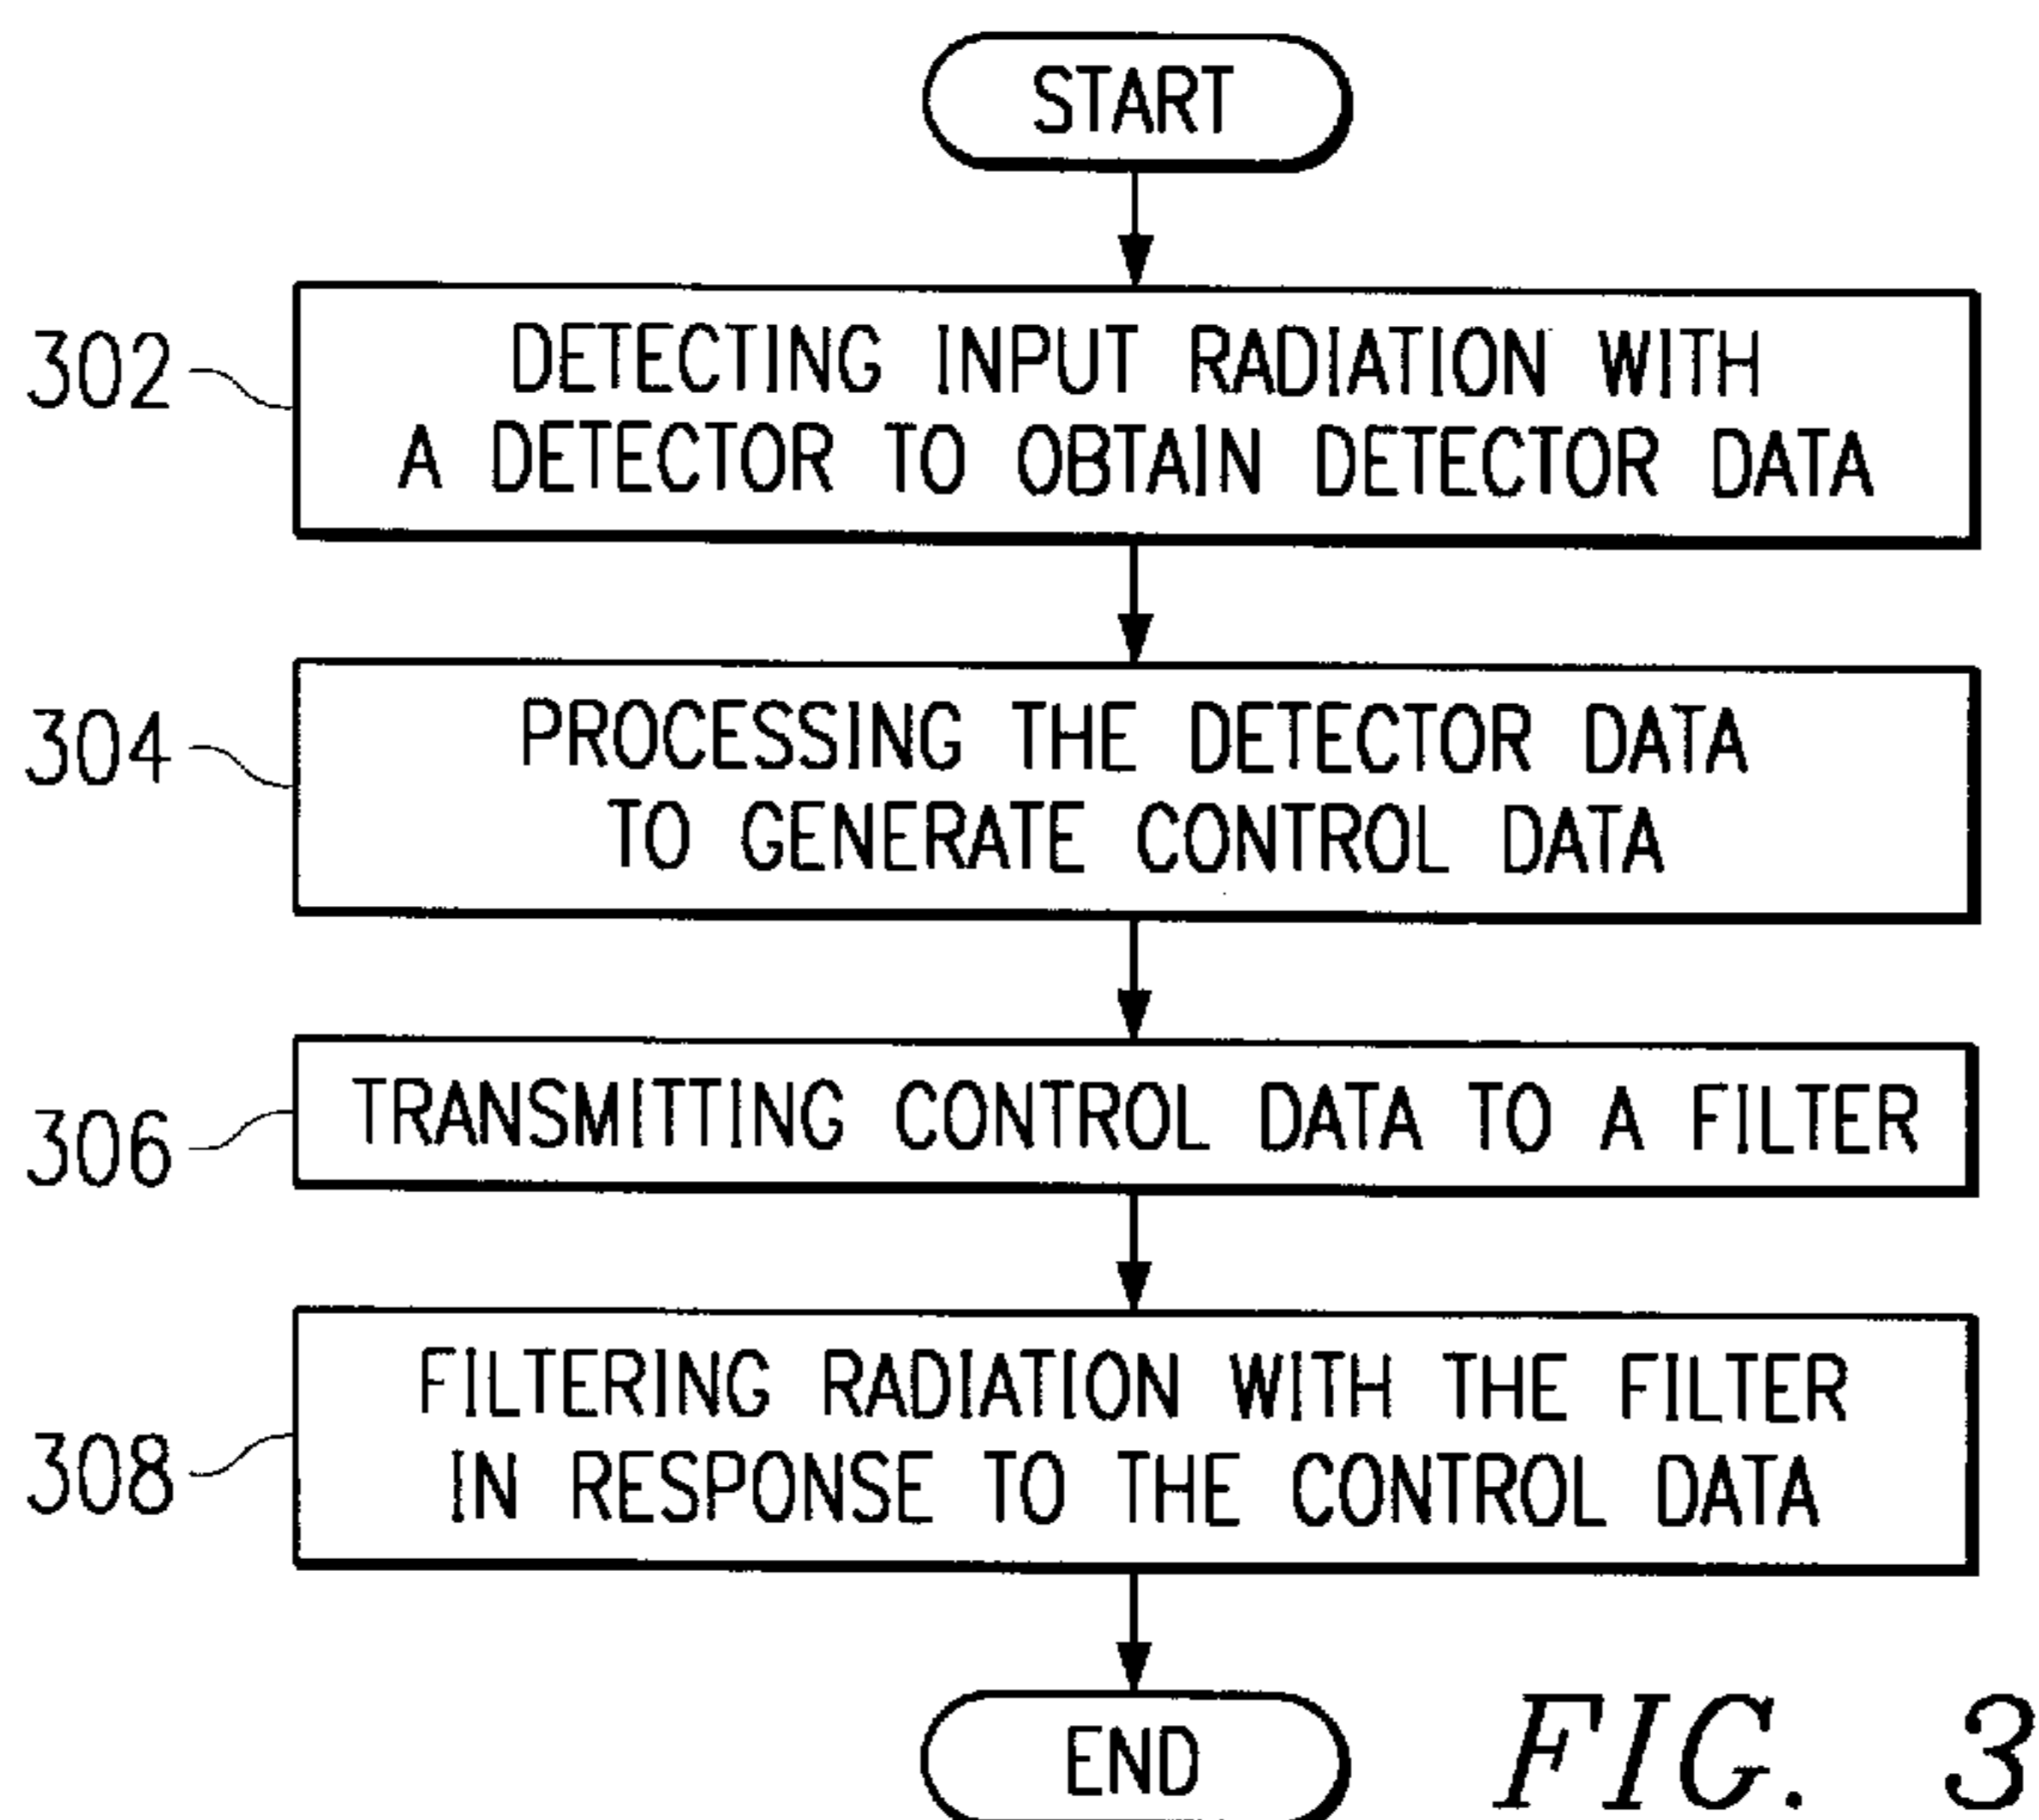 START
302
DETECTING INPUT RADIATION WITH
A DETECTOR TO OBTAIN DETECTOR DATA
304
PROCESSING THE DETECTOR DATA
TO GENERATE CONTROL DATA
306
TRANSMITTING CONTROL DATA TO A FILTER
308
FILTERING RADIATION WITH THE FILTER
IN RESPONSE TO THE CONTROL DATA
END
FIG. 3